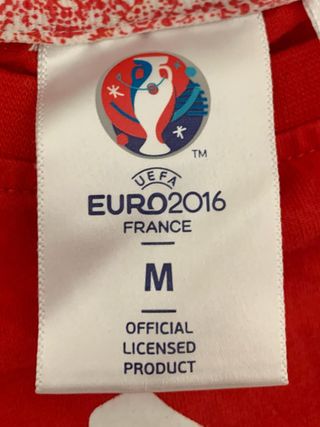 TM
UEFA
EURO2016
FRANCE
M
OFFICIAL
LICENSED
PRODUCT